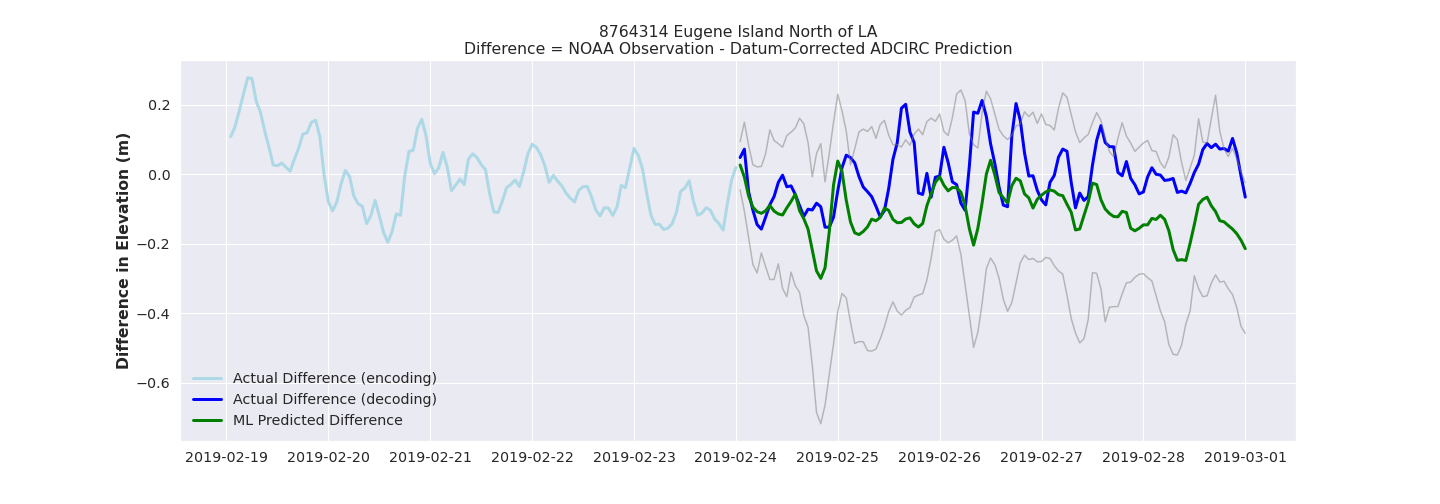 8764314 Eugene Island North of LA
Difference = NOAA Observation - Datum-Corrected ADCIRC Prediction
Difference in Elevation (m)
0.2
0.0
−0.2
−0.4
−0.6
Actual Difference (encoding)
Actual Difference (decoding)
ML Predicted Difference
2019-02-19 2019-02-20 2019-02-21 2019-02-22 2019-02-23 2019-02-24 2019-02-25 2019-02-26 2019-02-27 2019-02-28 2019-03-01